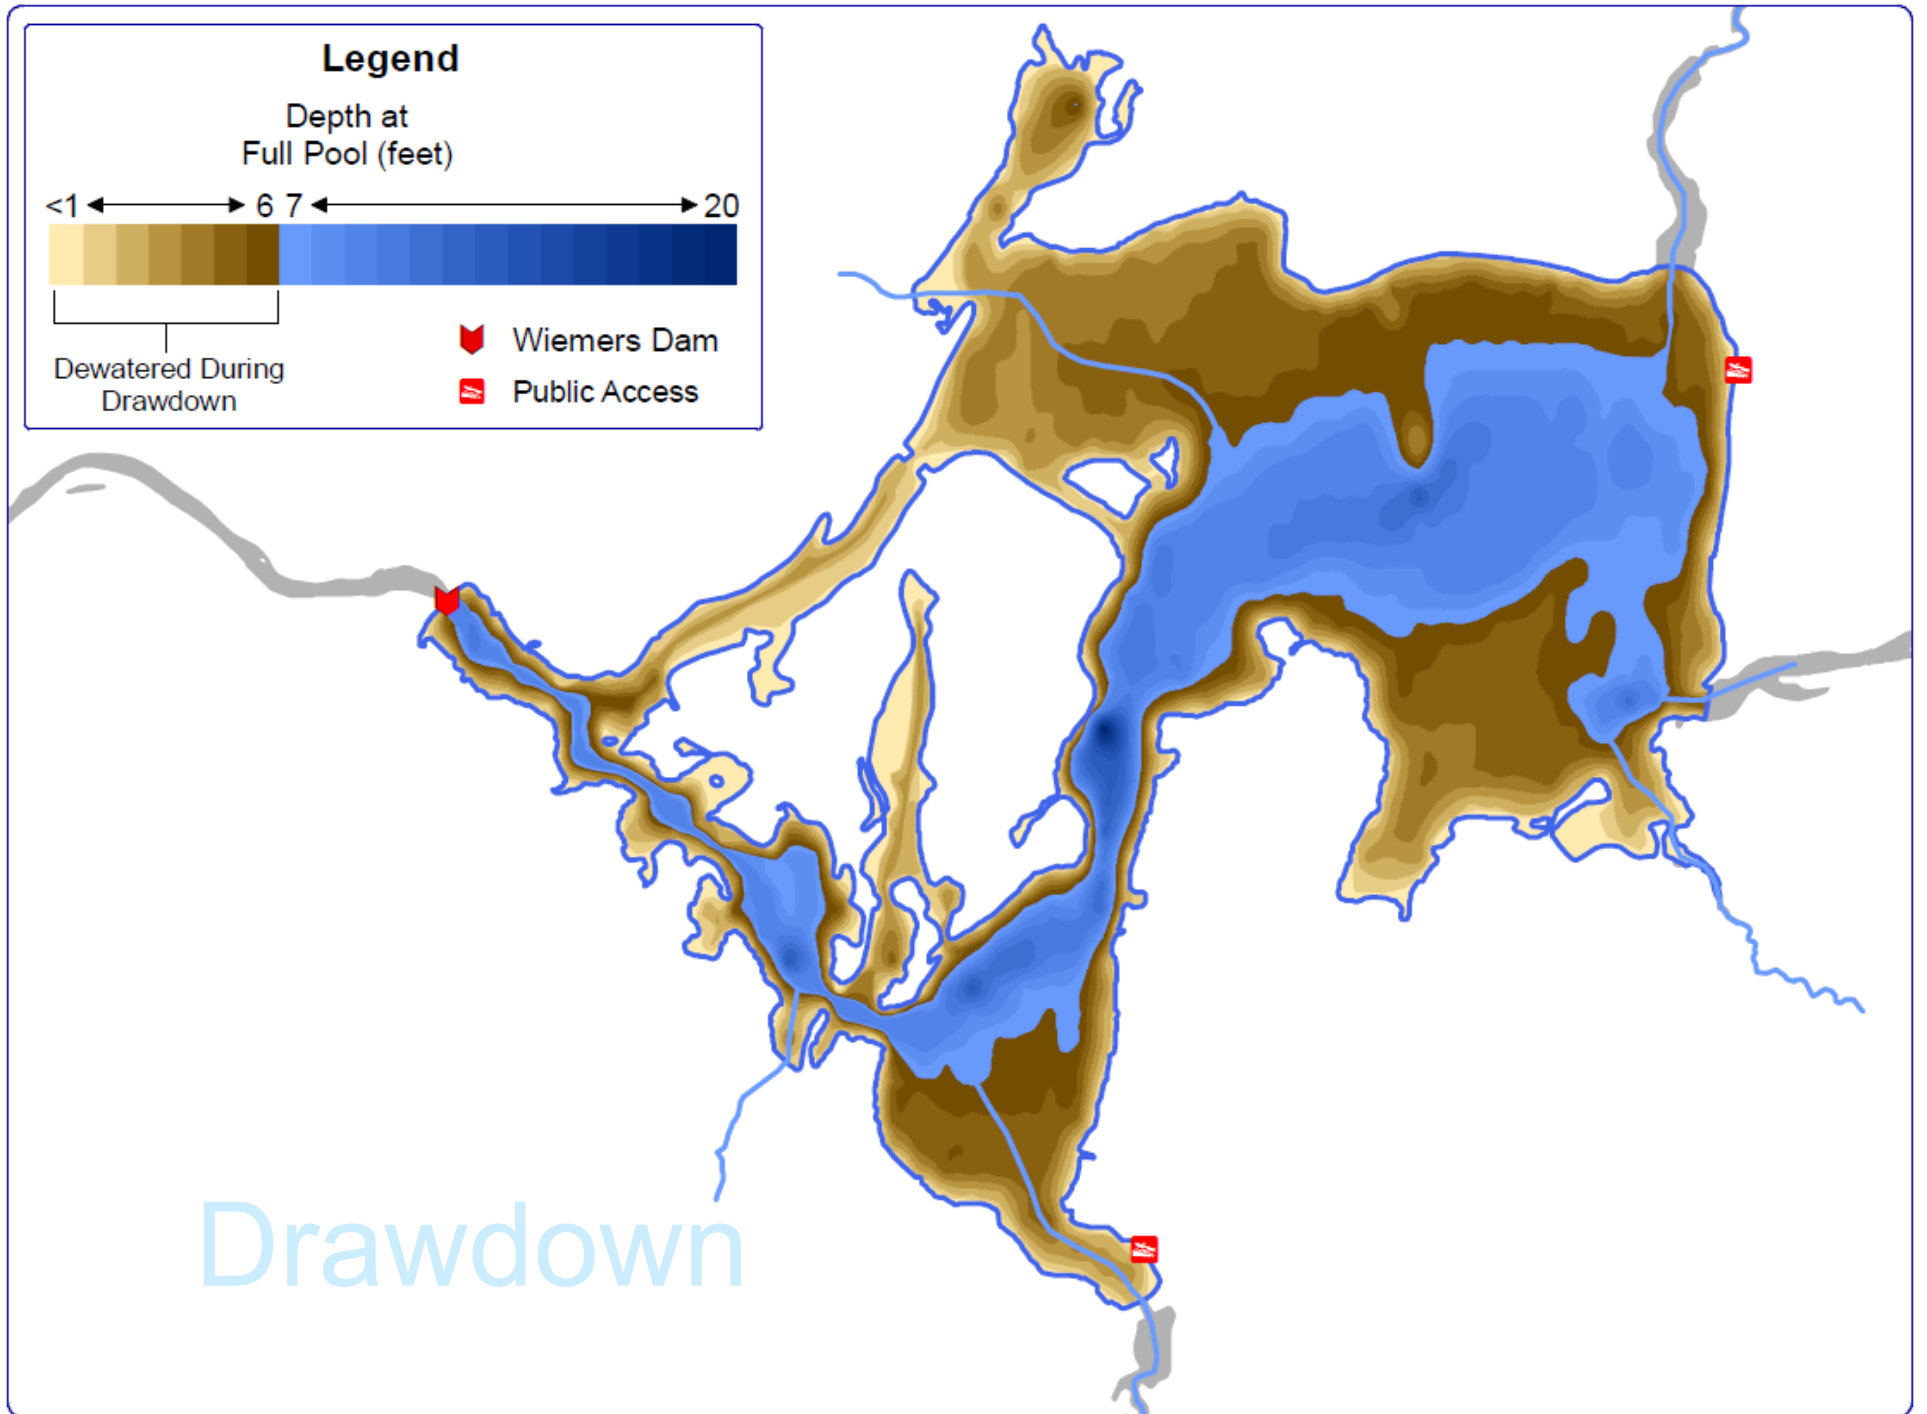 Legend
Depth at
Full Pool (feet)
<1 6 7 20
Dewatered During
Drawdown
Wiemers Dam
Public Access
Drawdown